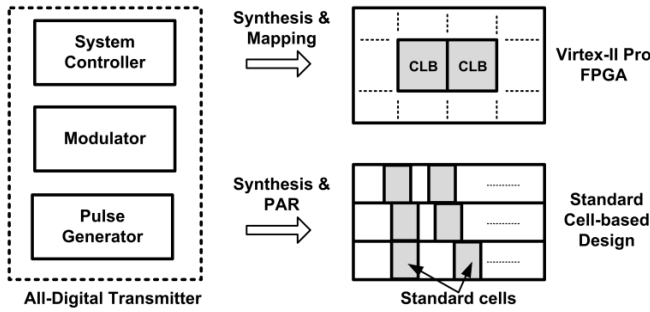 System
Controller
Modulator
Pulse
Generator
All-Digital Transmitter
Synthesis &
Mapping
Synthesis &
PAR
CLB CLB
Virtex-II Pro
FPGA
Standard
Cell-based
Design
Standard cells